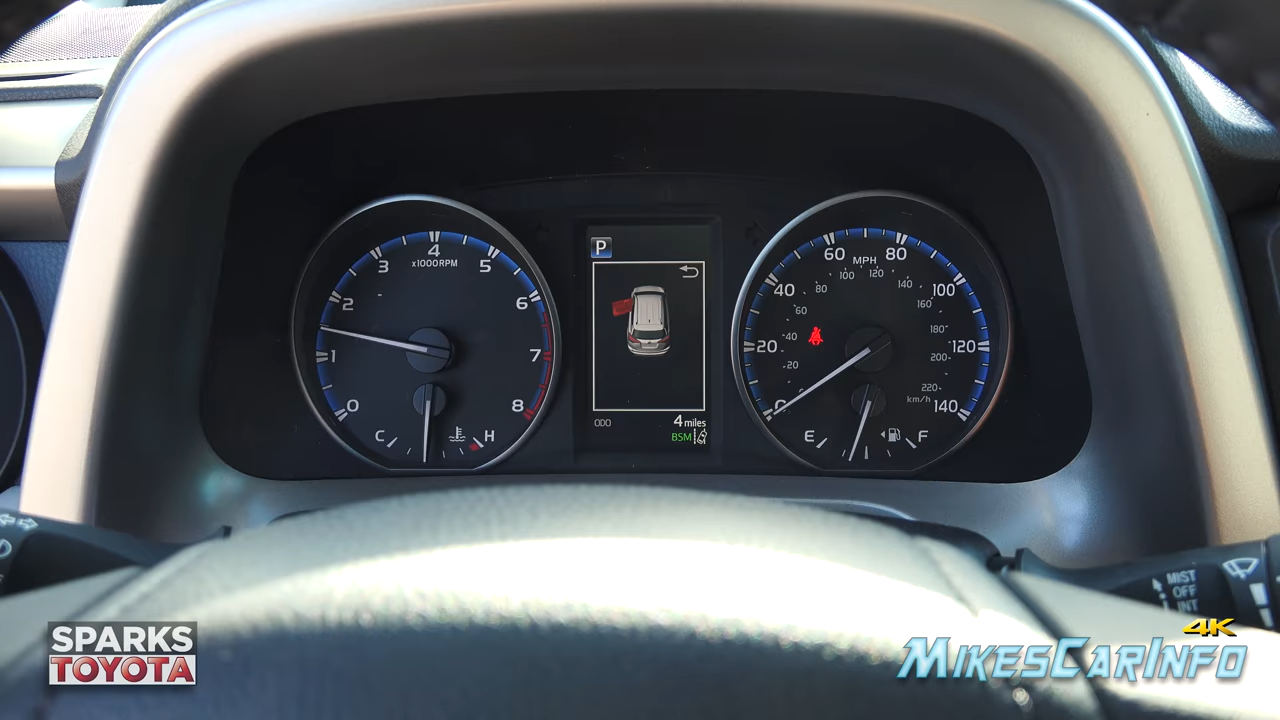 0
1
2
3
4
5
6
7
8
x1000RPM
C
H
P
ODO
4 miles
BSM
20
40
60
80
100
120
140
MPH
20
40
60
80
100
120
140
160
180
200
220
km/h
E
F
MIST
OFF
INT
SPARKS
TOYOTA
4K
MIKESCARINFO